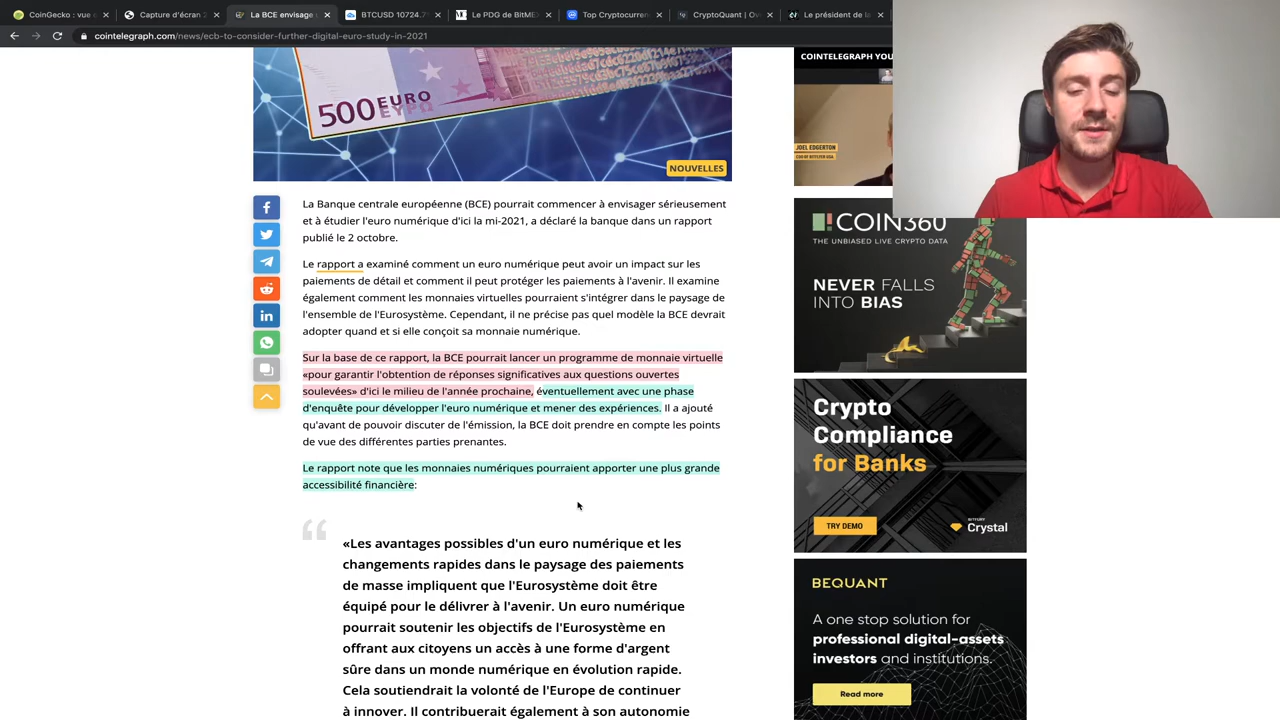 CoinGecko : vue d
Capture d'écran 2
La BCE envisage
BTCUSD 10724.7
Le PDG de BitME
Top Cryptocurren
CryptoQuant | Ov
Le président de la
cointelegraph.com/news/ecb-to-consider-further-digital-euro-study-in-2021
COINTELEGRAPH YOU
500EURO
ΕΥΡΩ
NOUVELLES
JOEL EDGERTON
La Banque centrale européenne (BCE) pourrait commencer à envisager sérieusement
et à étudier l'euro numérique d'ici la mi-2021, a déclaré la banque dans un rapport
publié le 2 octobre.
Le rapport a examiné comment un euro numérique peut avoir un impact sur les
paiements de détail et comment il peut protéger les paiements à l'avenir. Il examine
également comment les monnaies virtuelles pourraient s'intégrer dans le paysage de
l'ensemble de l'Eurosystème. Cependant, il ne précise pas quel modèle la BCE devrait
adopter quand et si elle conçoit sa monnaie numérique.
Sur la base de ce rapport, la BCE pourrait lancer un programme de monnaie virtuelle
«pour garantir l'obtention de réponses significatives aux questions ouvertes
soulevées» d'ici le milieu de l'année prochaine, éventuellement avec une phase
d'enquête pour développer l'euro numérique et mener des expériences. Il a ajouté
qu'avant de pouvoir discuter de l'émission, la BCE doit prendre en compte les points
de vue des différentes parties prenantes.
Le rapport note que les monnaies numériques pourraient apporter une plus grande
accessibilité financière:
«Les avantages possibles d'un euro numérique et les
changements rapides dans le paysage des paiements
de masse impliquent que l'Eurosystème doit être
équipé pour le délivrer à l'avenir. Un euro numérique
pourrait soutenir les objectifs de l'Eurosystème en
offrant aux citoyens un accès à une forme d'argent
sûre dans un monde numérique en évolution rapide.
Cela soutiendrait la volonté de l'Europe de continuer
à innover. Il contribuerait également à son autonomie
COIN360
THE UNBIASED LIVE CRYPTO DATA
NEVER FALLS
INTO BIAS
Crypto
Compliance
for Banks
TRY DEMO
BITFURY
Crystal
BEQUANT
A one stop solution for
professional digital-assets
investors and institutions.
Read more